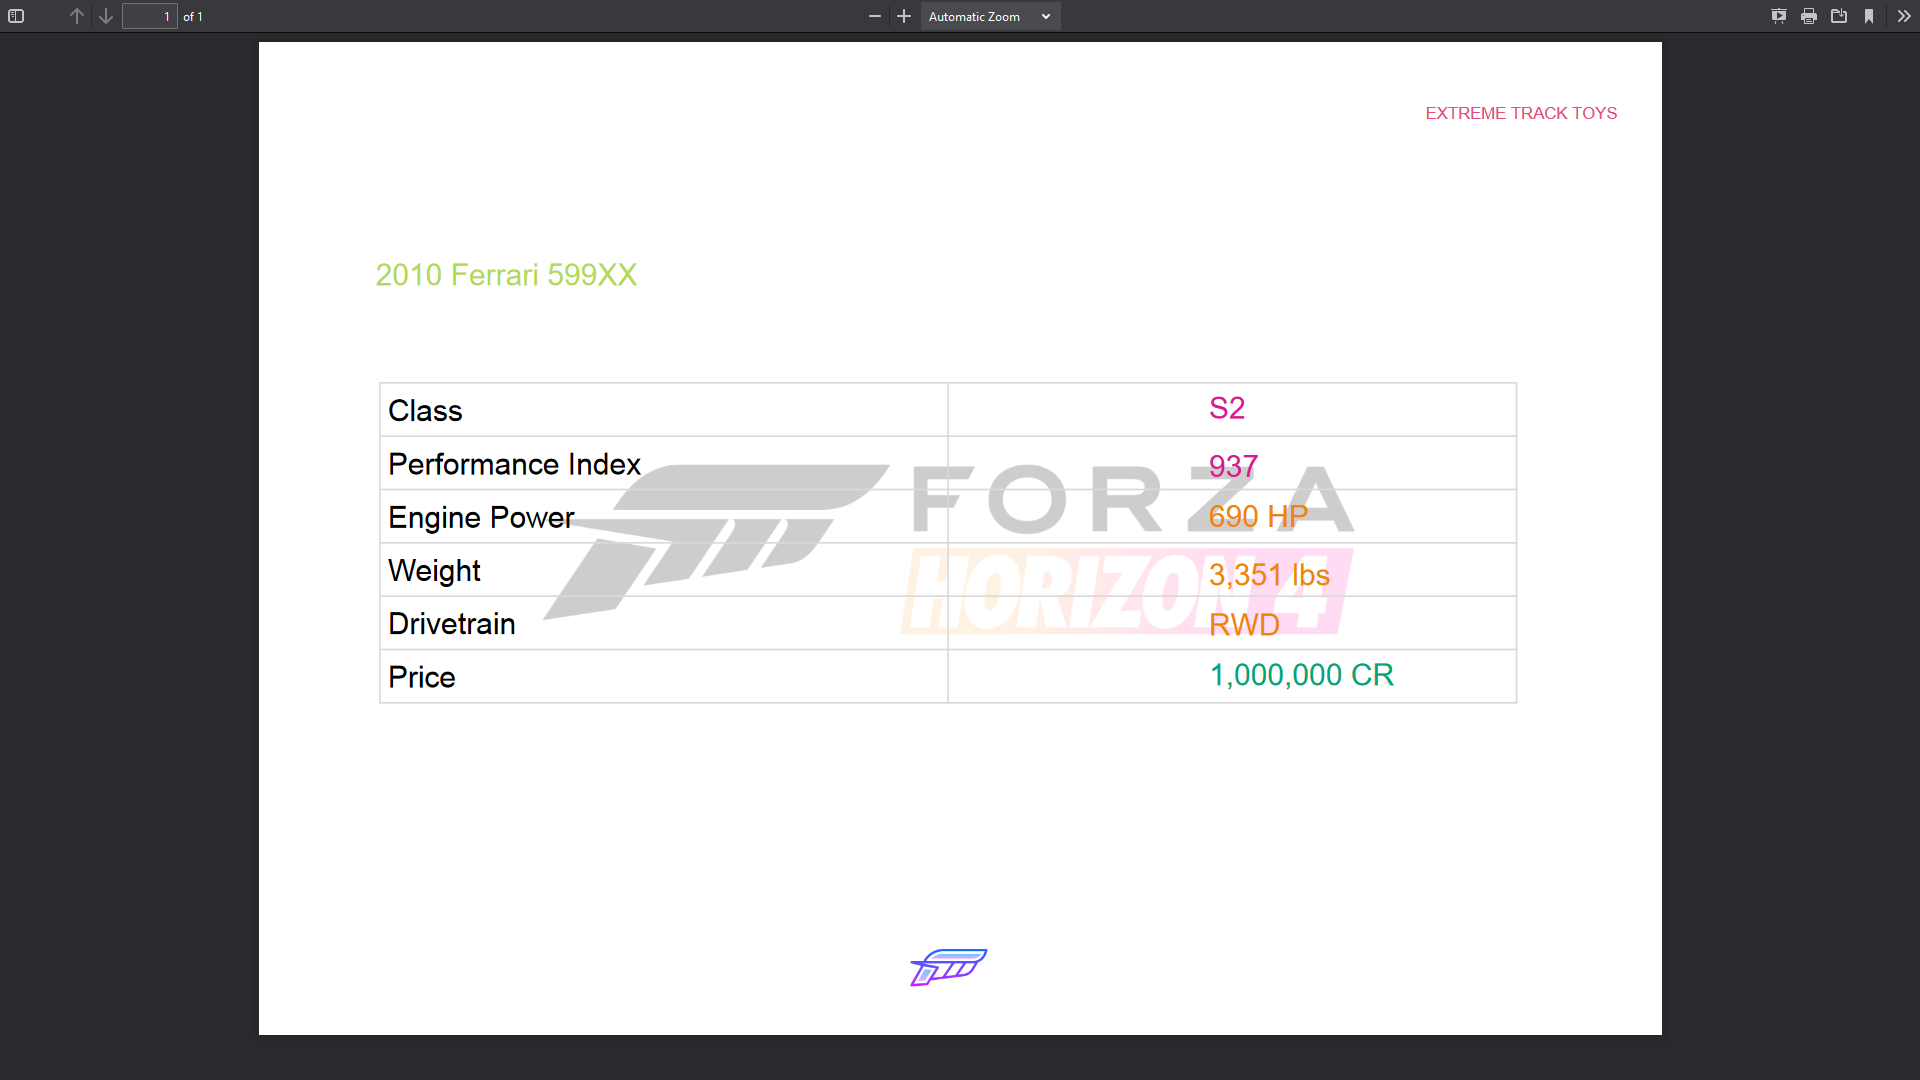 1 of 1 Automatic Zoom
EXTREME TRACK TOYS
2010 Ferrari 599XX
Class S2
Performance Index 937
Engine Power 690 HP
Weight 3,351 lbs
Drivetrain RWD
Price 1,000,000 CR
FORZA
HORIZON 4